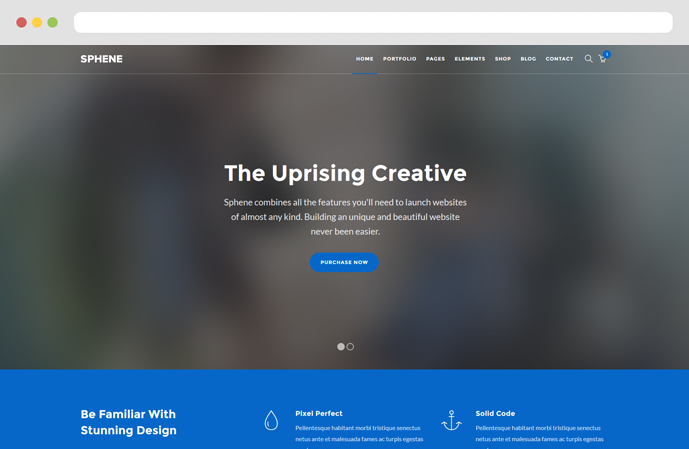 SPHENE
HOME PORTFOLIO PAGES ELEMENTS SHOP BLOG CONTACT
The Uprising Creative
Sphene combines all the features you'll need to launch websites
of almost any kind. Building an unique and beautiful website
never been easier.
PURCHASE NOW
Be Familiar With
Stunning Design
Pixel Perfect
Pellentesque habitant morbi tristique senectus
netus ante et malesuada fames ac turpis egestas
Solid Code
Pellentesque habitant morbi tristique senectus
netus ante et malesuada fames ac turpis egestas